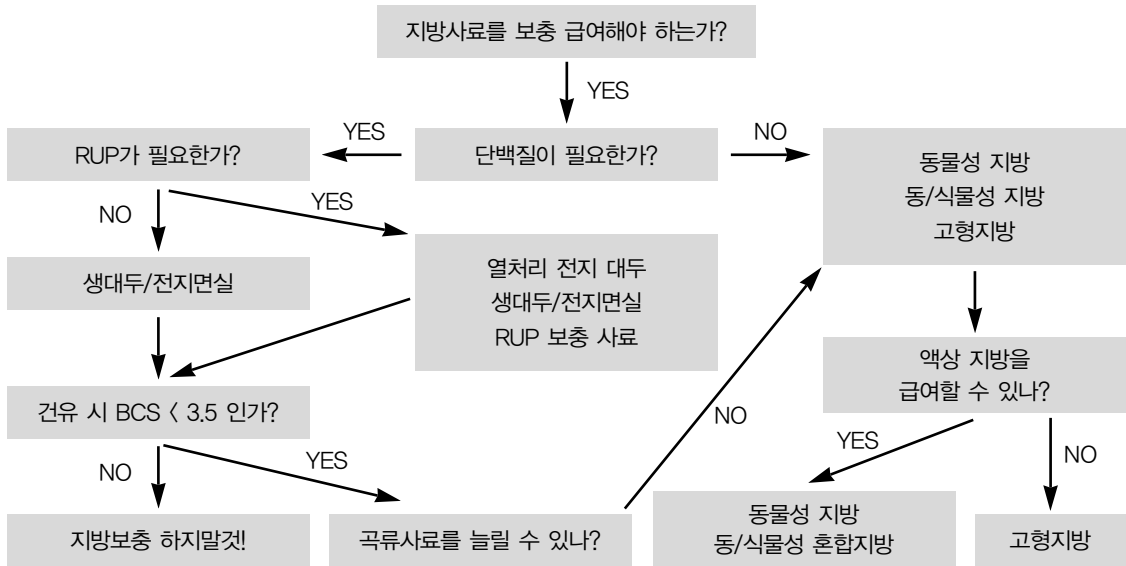 지방사료를 보충 급여해야 하는가?
YES
YES
NO
RUP가 필요한가?
단백질이 필요한가?
동물성 지방
동/식물성 지방
고형지방
NO
YES
생대두/전지면실
열처리 전지 대두
생대두/전지면실
RUP 보충 사료
액상 지방을
급여할 수 있나?
건유 시 BCS < 3.5 인가?
NO
YES
NO
YES
NO
지방보충 하지말것!
곡류사료를 늘릴 수 있나?
동물성 지방
동/식물성 혼합지방
고형지방